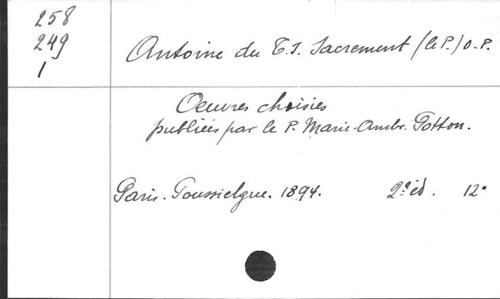 258
249
1
Antoine du T. S. Sacrement (le P.) O.P.
Oeuvres choisies
publiées par le P. Marie-Ambr. Potton.
Paris. Poussielgue. 1894. 2e éd. 12°